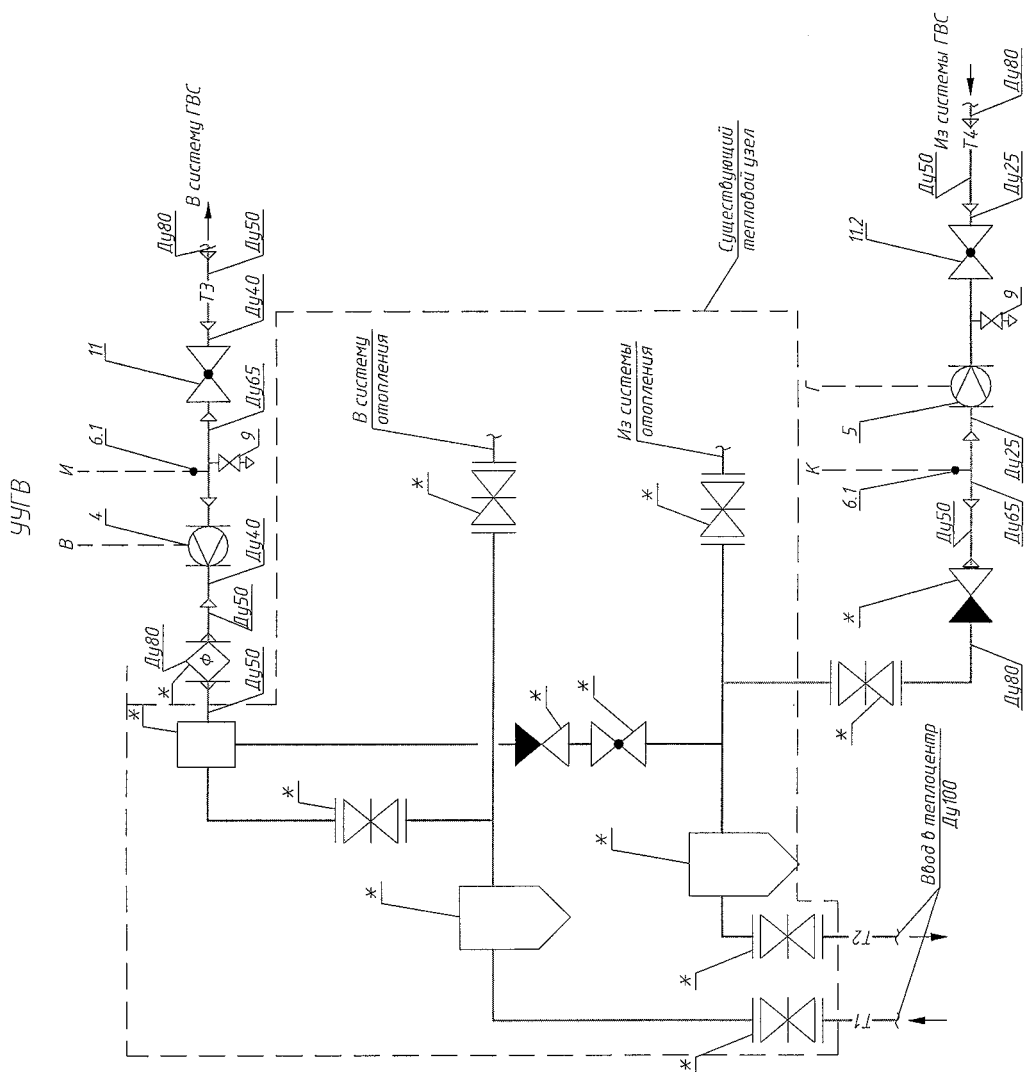 УУГВ
В
4
И
6.1
9
11
Ду80
Ду50
Ду50
Ду40
Ду65
Ду40
Т3
Ду80
Ду50
В систему ГВС
Ф
*
*
*
*
*
*
*
*
*
*
*
*
*
В систему
отопления
Из системы
отопления
Существующий
тепловой узел
Т1
Т2
Ввод в теплоцентр
Ду100
Ду80
Ду50
Ду65
Ду25
К
6.1
5
Г
9
11.2
Ду50
Ду25
Т4
Ду80
Из системы ГВС